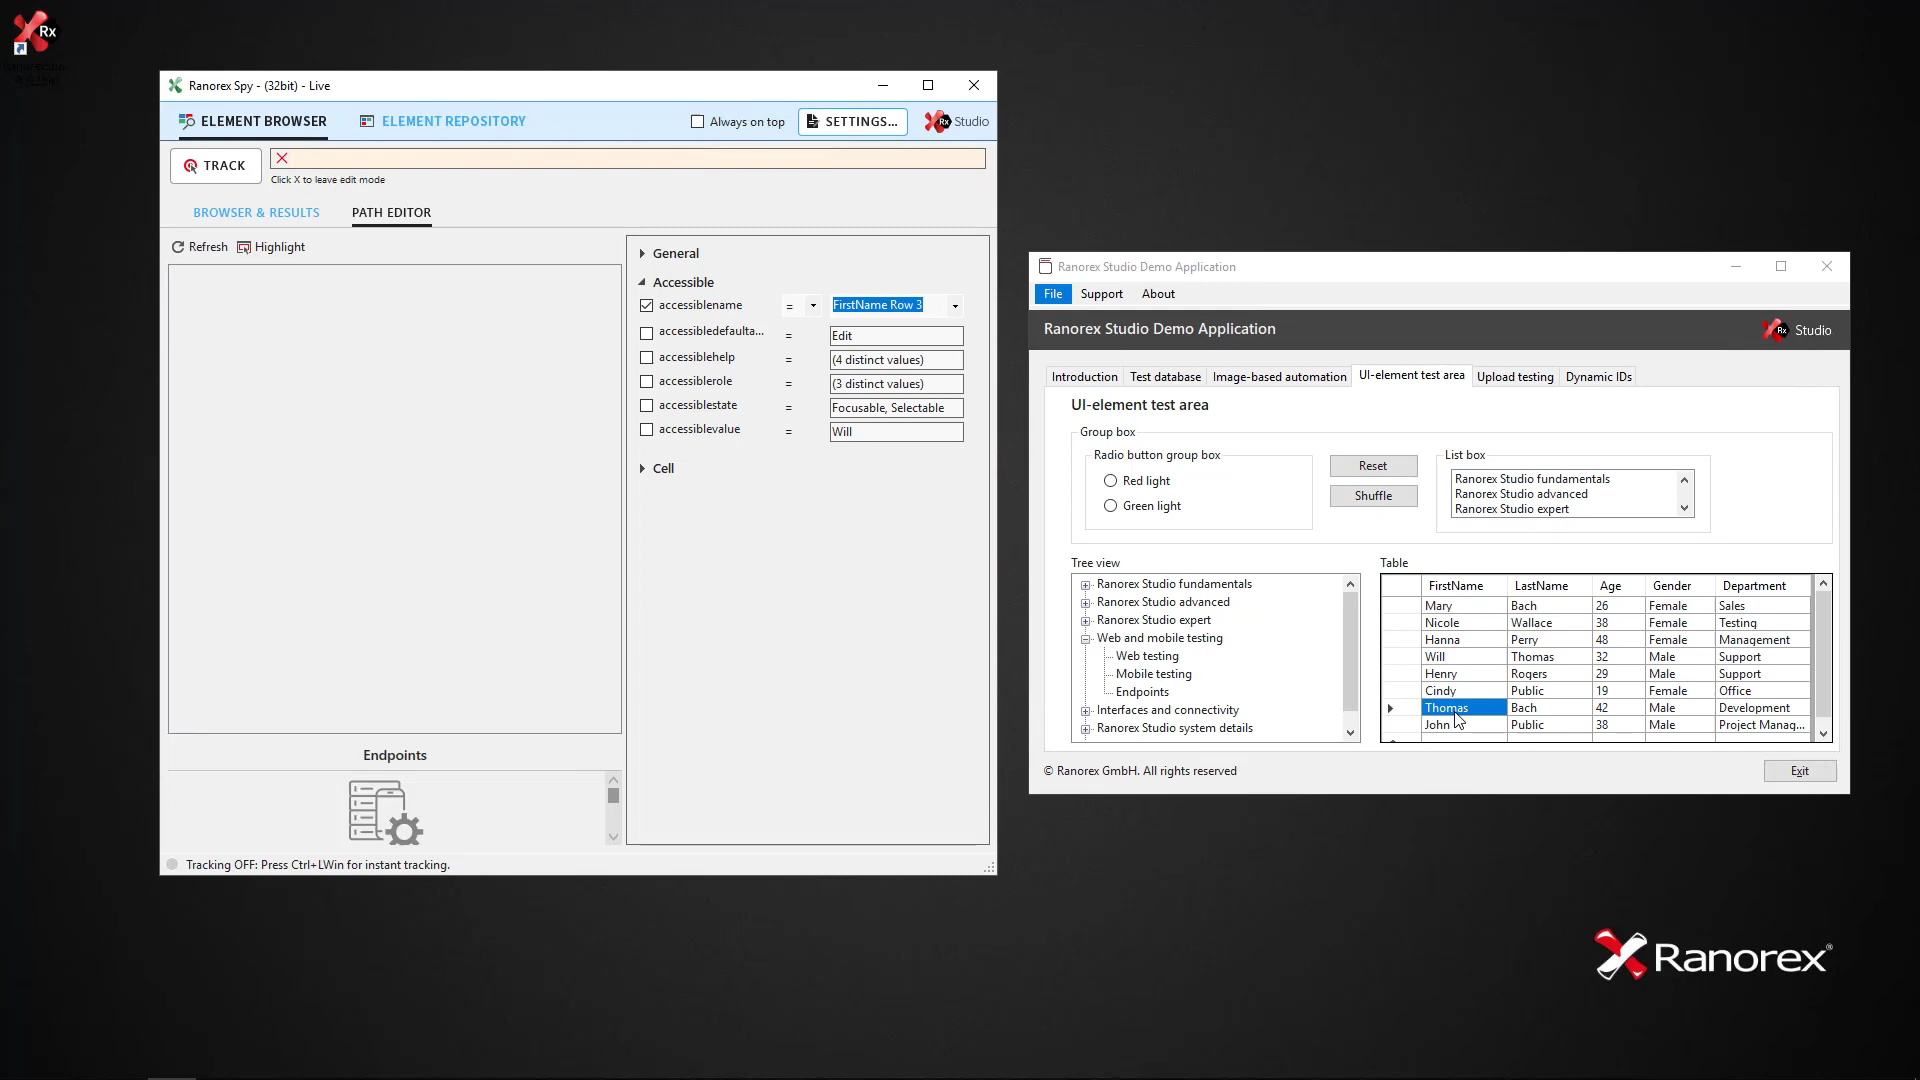 Rx
Ranorex Spy - (32bit) - Live
ELEMENT BROWSER
ELEMENT REPOSITORY
Always on top
SETTINGS...
Rx Studio
TRACK
Click X to leave edit mode
BROWSER & RESULTS
PATH EDITOR
Refresh
Highlight
General
Accessible
accessiblename = FirstName Row 3
accessibledefaulta... = Edit
accessiblehelp = (4 distinct values)
accessiblerole = (3 distinct values)
accessiblestate = Focusable, Selectable
accessiblevalue = Will
Cell
Endpoints
Tracking OFF: Press Ctrl+LWin for instant tracking.
Ranorex Studio Demo Application
File Support About
Ranorex Studio Demo Application
Rx Studio
Introduction Test database Image-based automation UI-element test area Upload testing Dynamic IDs
UI-element test area
Group box
Radio button group box
Red light
Green light
Reset
Shuffle
List box
Ranorex Studio fundamentals
Ranorex Studio advanced
Ranorex Studio expert
Tree view
Ranorex Studio fundamentals
Ranorex Studio advanced
Ranorex Studio expert
Web and mobile testing
Web testing
Mobile testing
Endpoints
Interfaces and connectivity
Ranorex Studio system details
Table
FirstName LastName Age Gender Department
Mary Bach 26 Female Sales
Nicole Wallace 38 Female Testing
Hanna Perry 48 Female Management
Will Thomas 32 Male Support
Henry Rogers 29 Male Support
Cindy Public 19 Female Office
Thomas Bach 42 Male Development
John Public 38 Male Project Manag...
© Ranorex GmbH. All rights reserved
Exit
Ranorex®